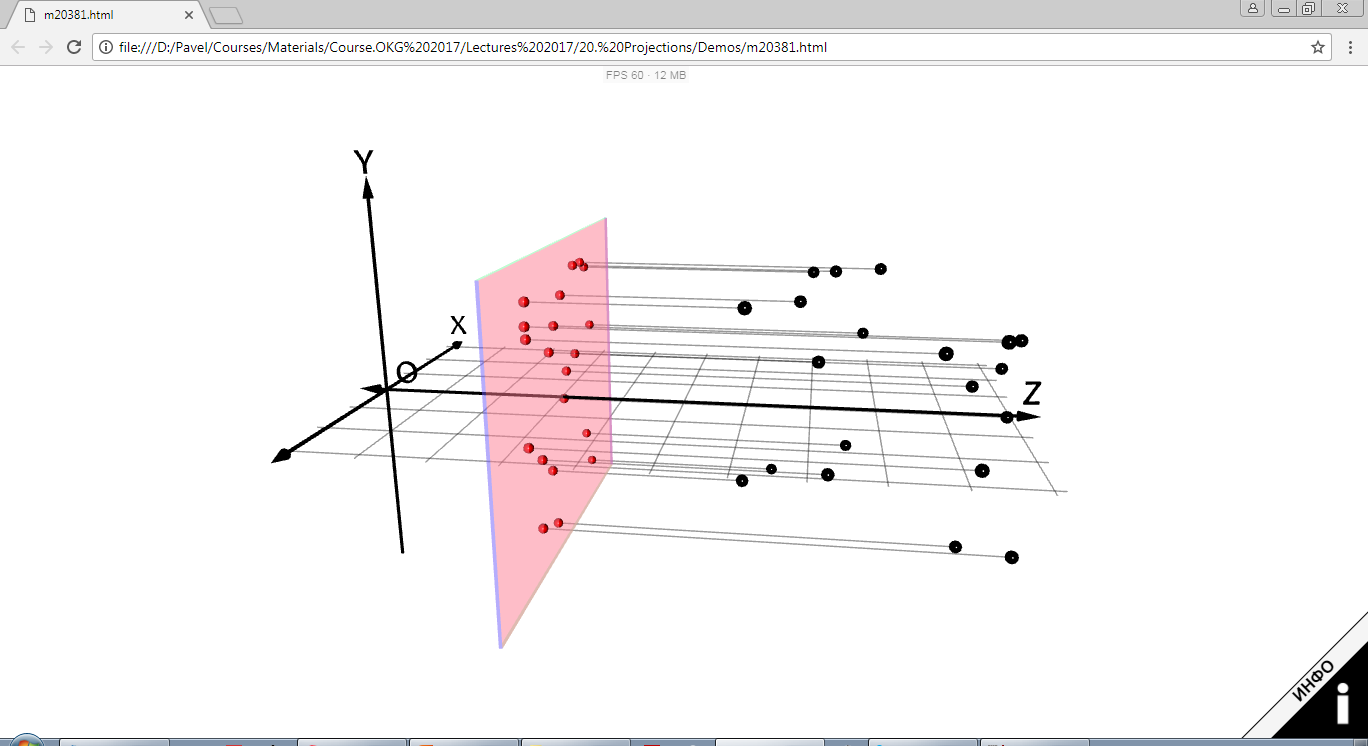 m20381.html
file:///D:/Pavel/Courses/Materials/Course.OKG%202017/Lectures%202017/20.%20Projections/Demos/m20381.html
FPS 60 · 12 MB
Y
X
O
Z
ИНФО
i